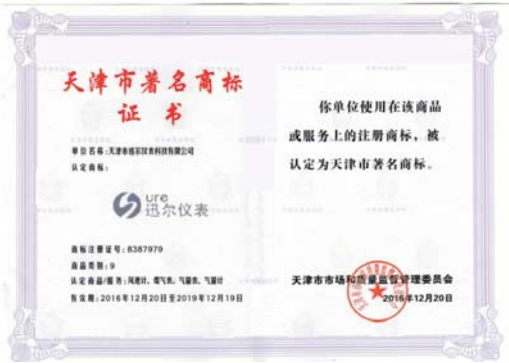 天津市著名商标
证书
单位名称:天津市迅尔仪表科技有限公司
认定商标:
ure
迅尔仪表
商标注册证号:8387979
商品类别:9
认定商品/服务:风速计、煤气表、气量表、气量计
有效期:2016年12月20日至2019年12月19日
你单位使用在该商品
或服务上的注册商标，被
认定为天津市著名商标。
天津市市场和质量监督管理委员会
2016年12月20日